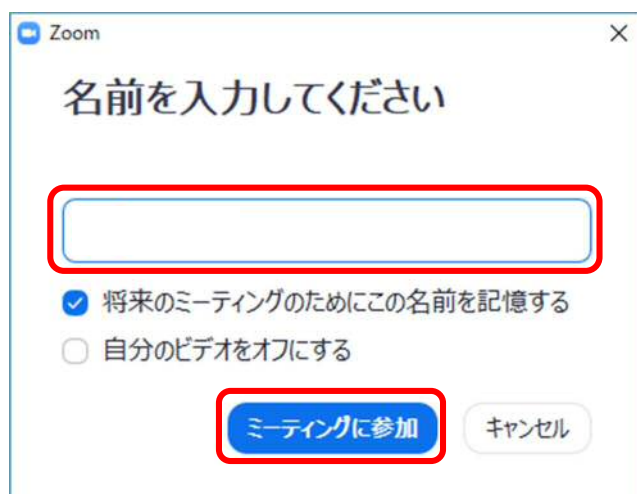 Zoom
名前を入力してください
将来のミーティングのためにこの名前を記憶する
自分のビデオをオフにする
ミーティングに参加 キャンセル